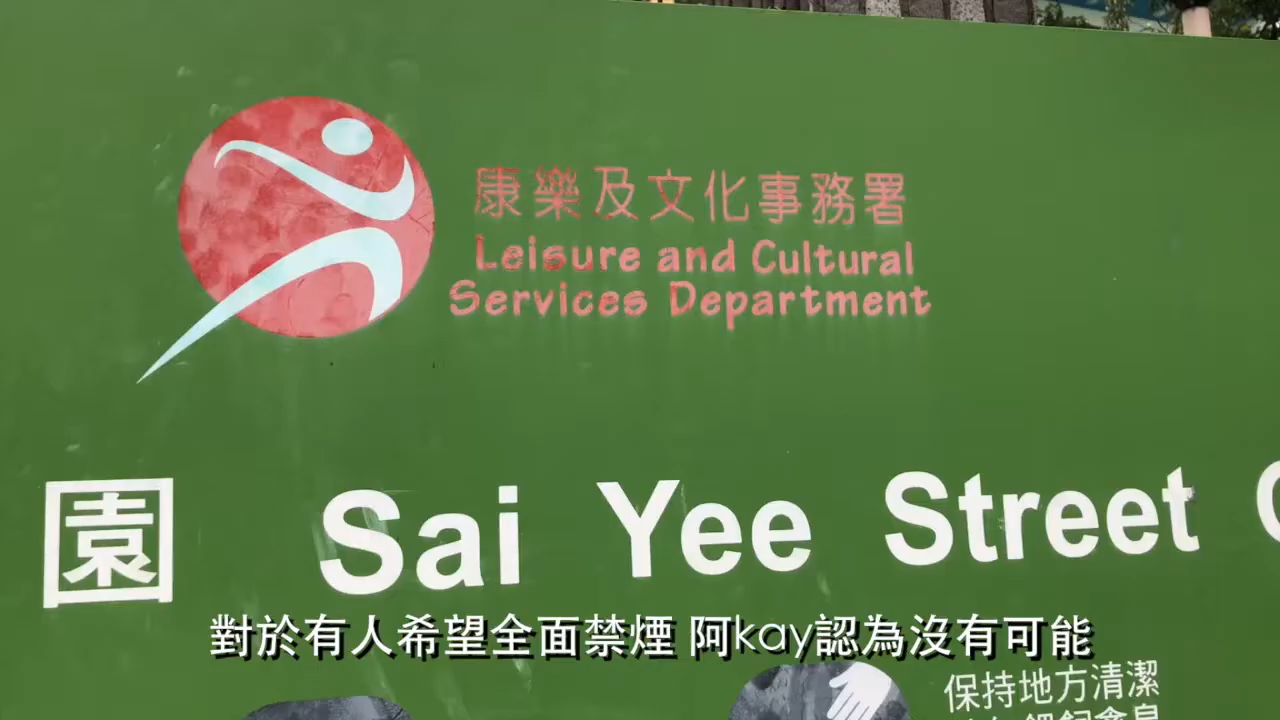 康樂及文化事務署
Leisure and Cultural
Services Department
園 Sai Yee Street
對於有人希望全面禁煙 阿kay認為沒有可能
保持地方清潔